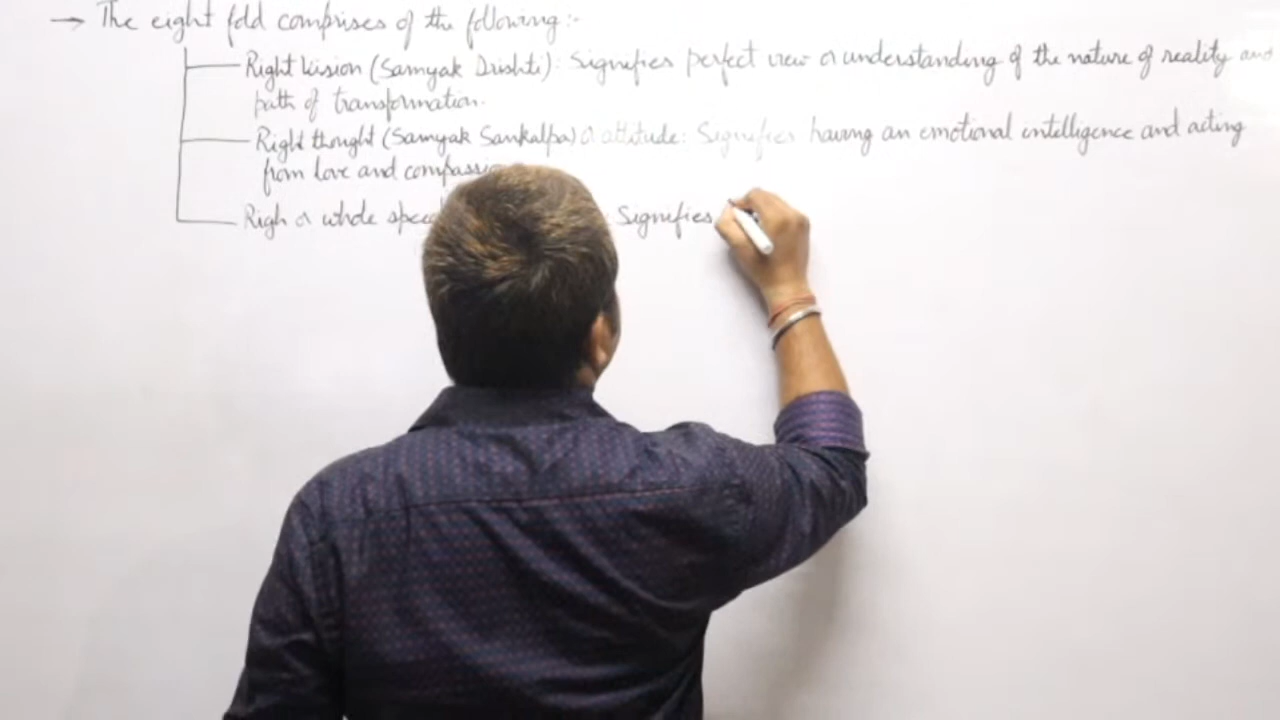 → The eight fold comprises of the following:-
Right Vision (Samyak Drishti): Signifies perfect view or understanding of the nature of reality and
path of transformation.
Right thought (Samyak Sankalpa) or attitude: Signifies having an emotional intelligence and acting
from love and compassi
Righ or whole spee : Signifies